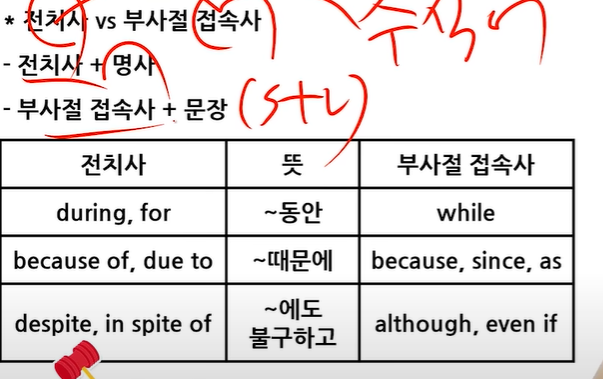 * 전치사 vs 부사절 접속사
수식어
- 전치사 + 명사
- 부사절 접속사 + 문장 (s+v)
전치사 뜻 부사절 접속사
during, for ~동안 while
because of, due to ~때문에 because, since, as
despite, in spite of ~에도 불구하고 although, even if